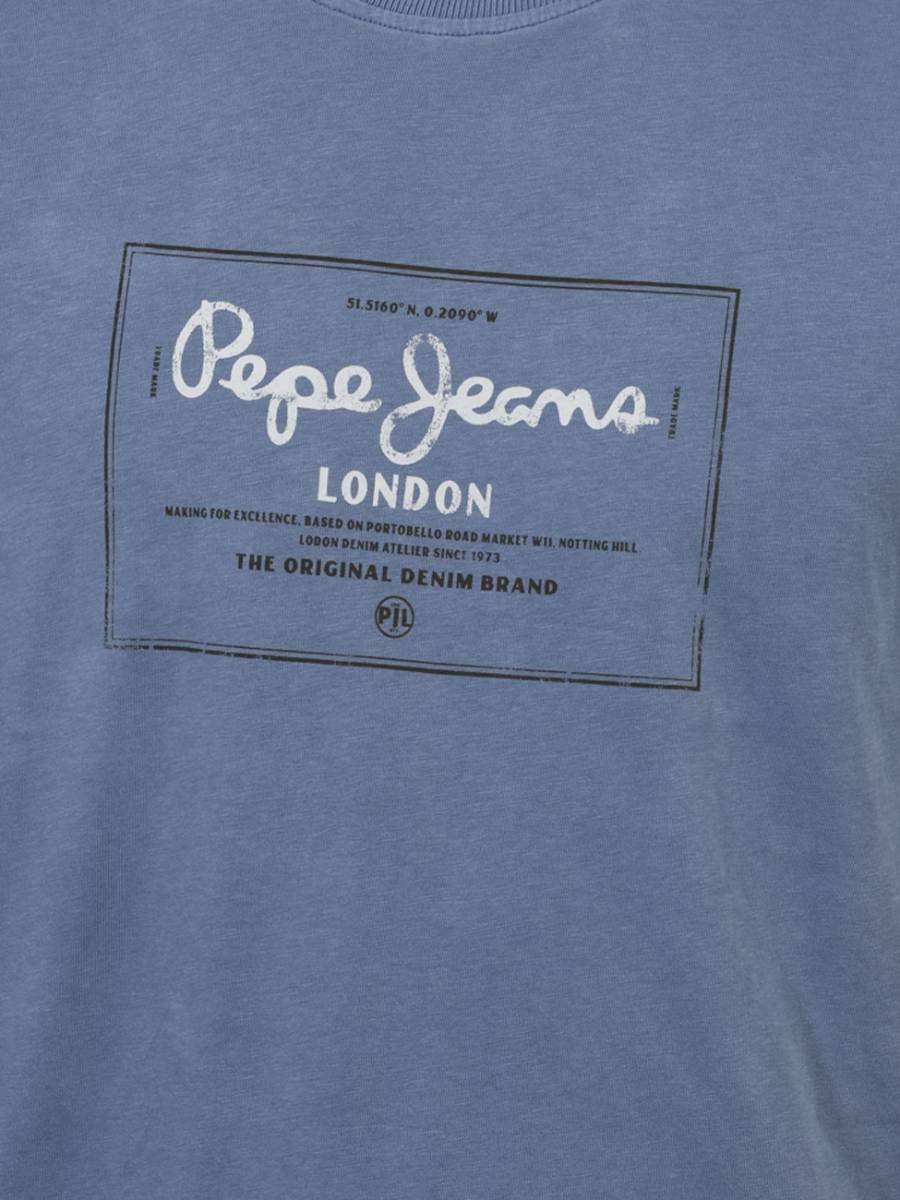 51.5160° N, 0.2090° W
TRADE MARK
Pepe Jeans
TRADE MARK
LONDON
MAKING FOR EXCELLENCE, BASED ON PORTOBELLO ROAD MARKET W11, NOTTING HILL
LODON DENIM ATELIER SINCT 1973
THE ORIGINAL DENIM BRAND
PJL